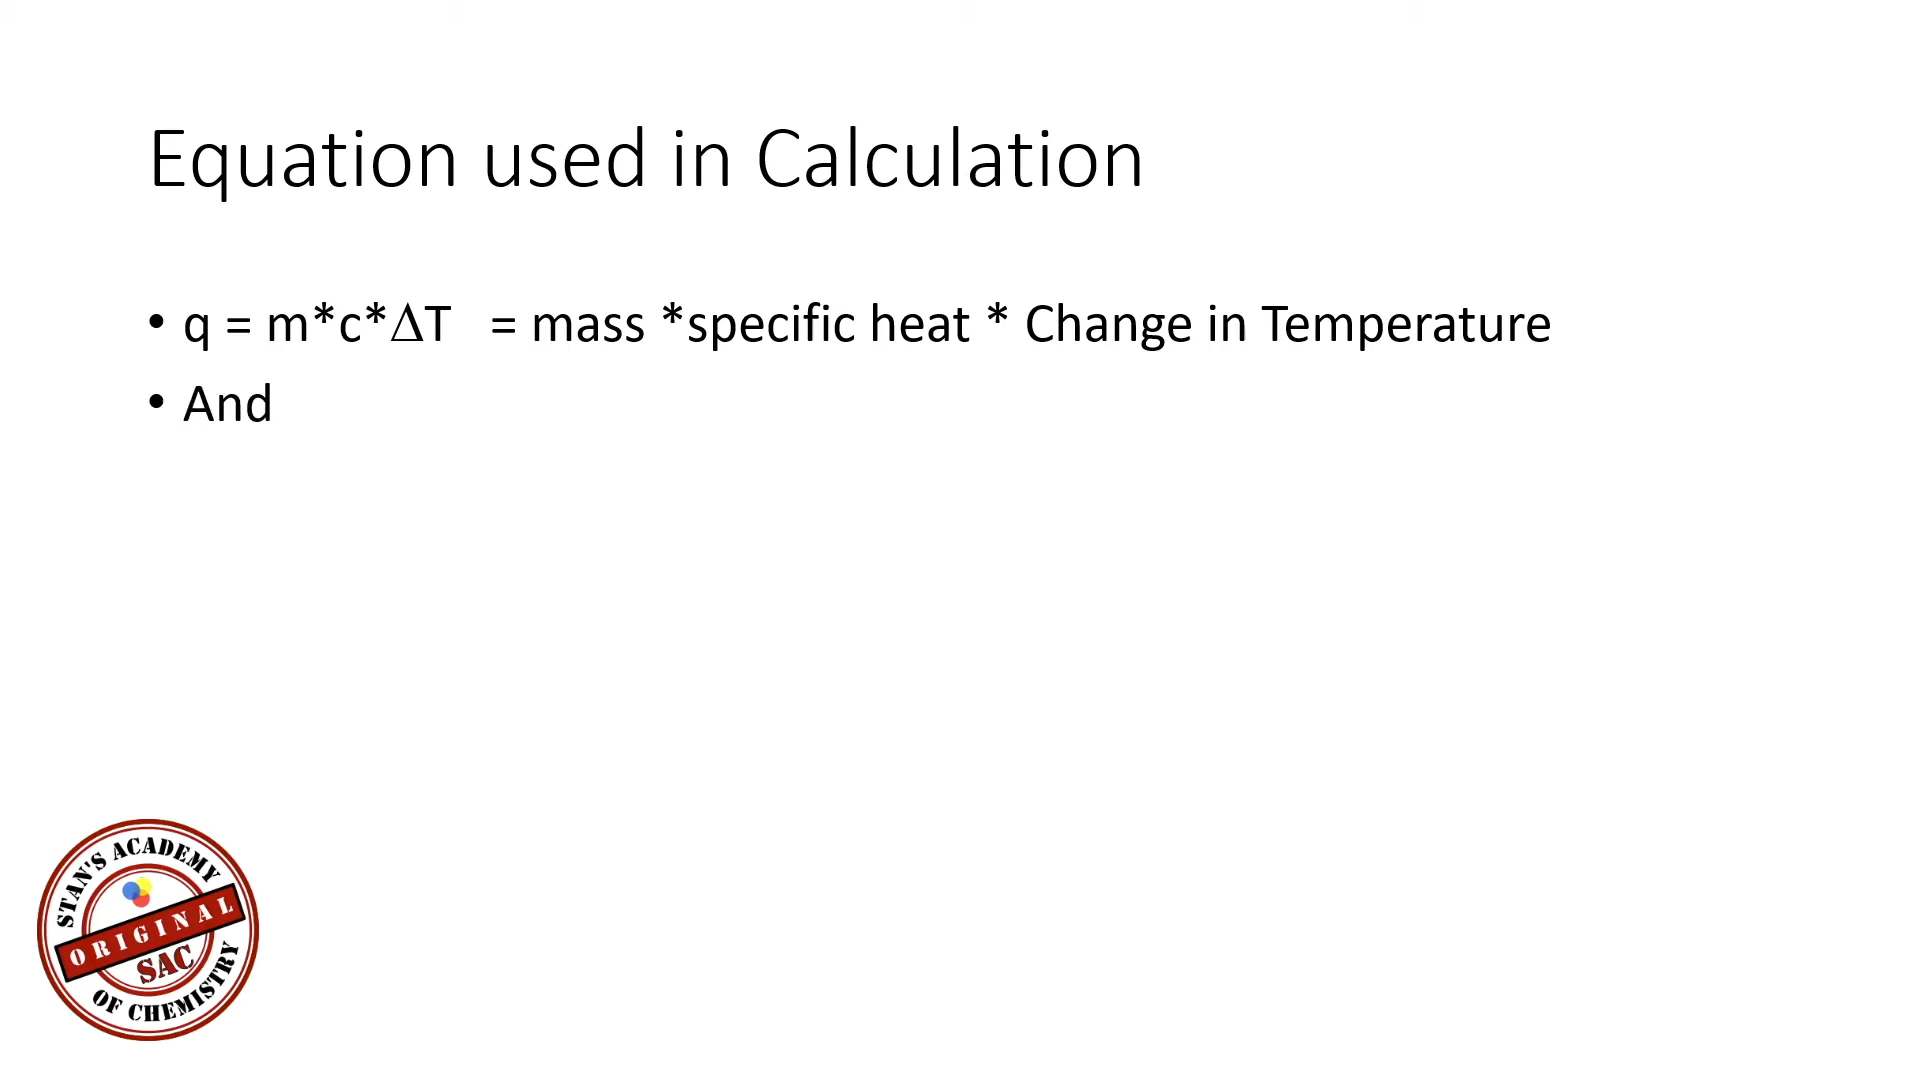 Equation used in Calculation
• q = m*c*∆T = mass *specific heat * Change in Temperature
• And
STAN'S ACADEMY
ORIGINAL
SAC
OF CHEMISTRY